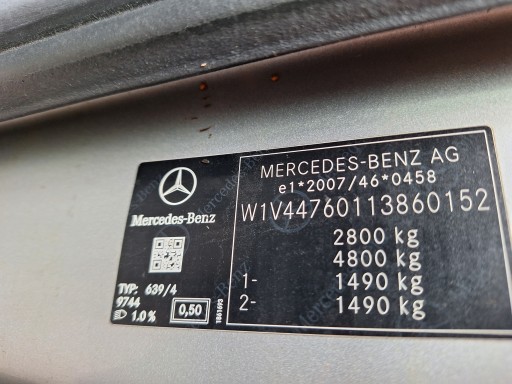 MERCEDES-BENZ AG
e1*2007/46*0458
W1V44760113860152
2800 kg
4800 kg
1- 1490 kg
2- 1490 kg
Mercedes-Benz
TYP: 639/4
9744
1.0% 0,50
1861693